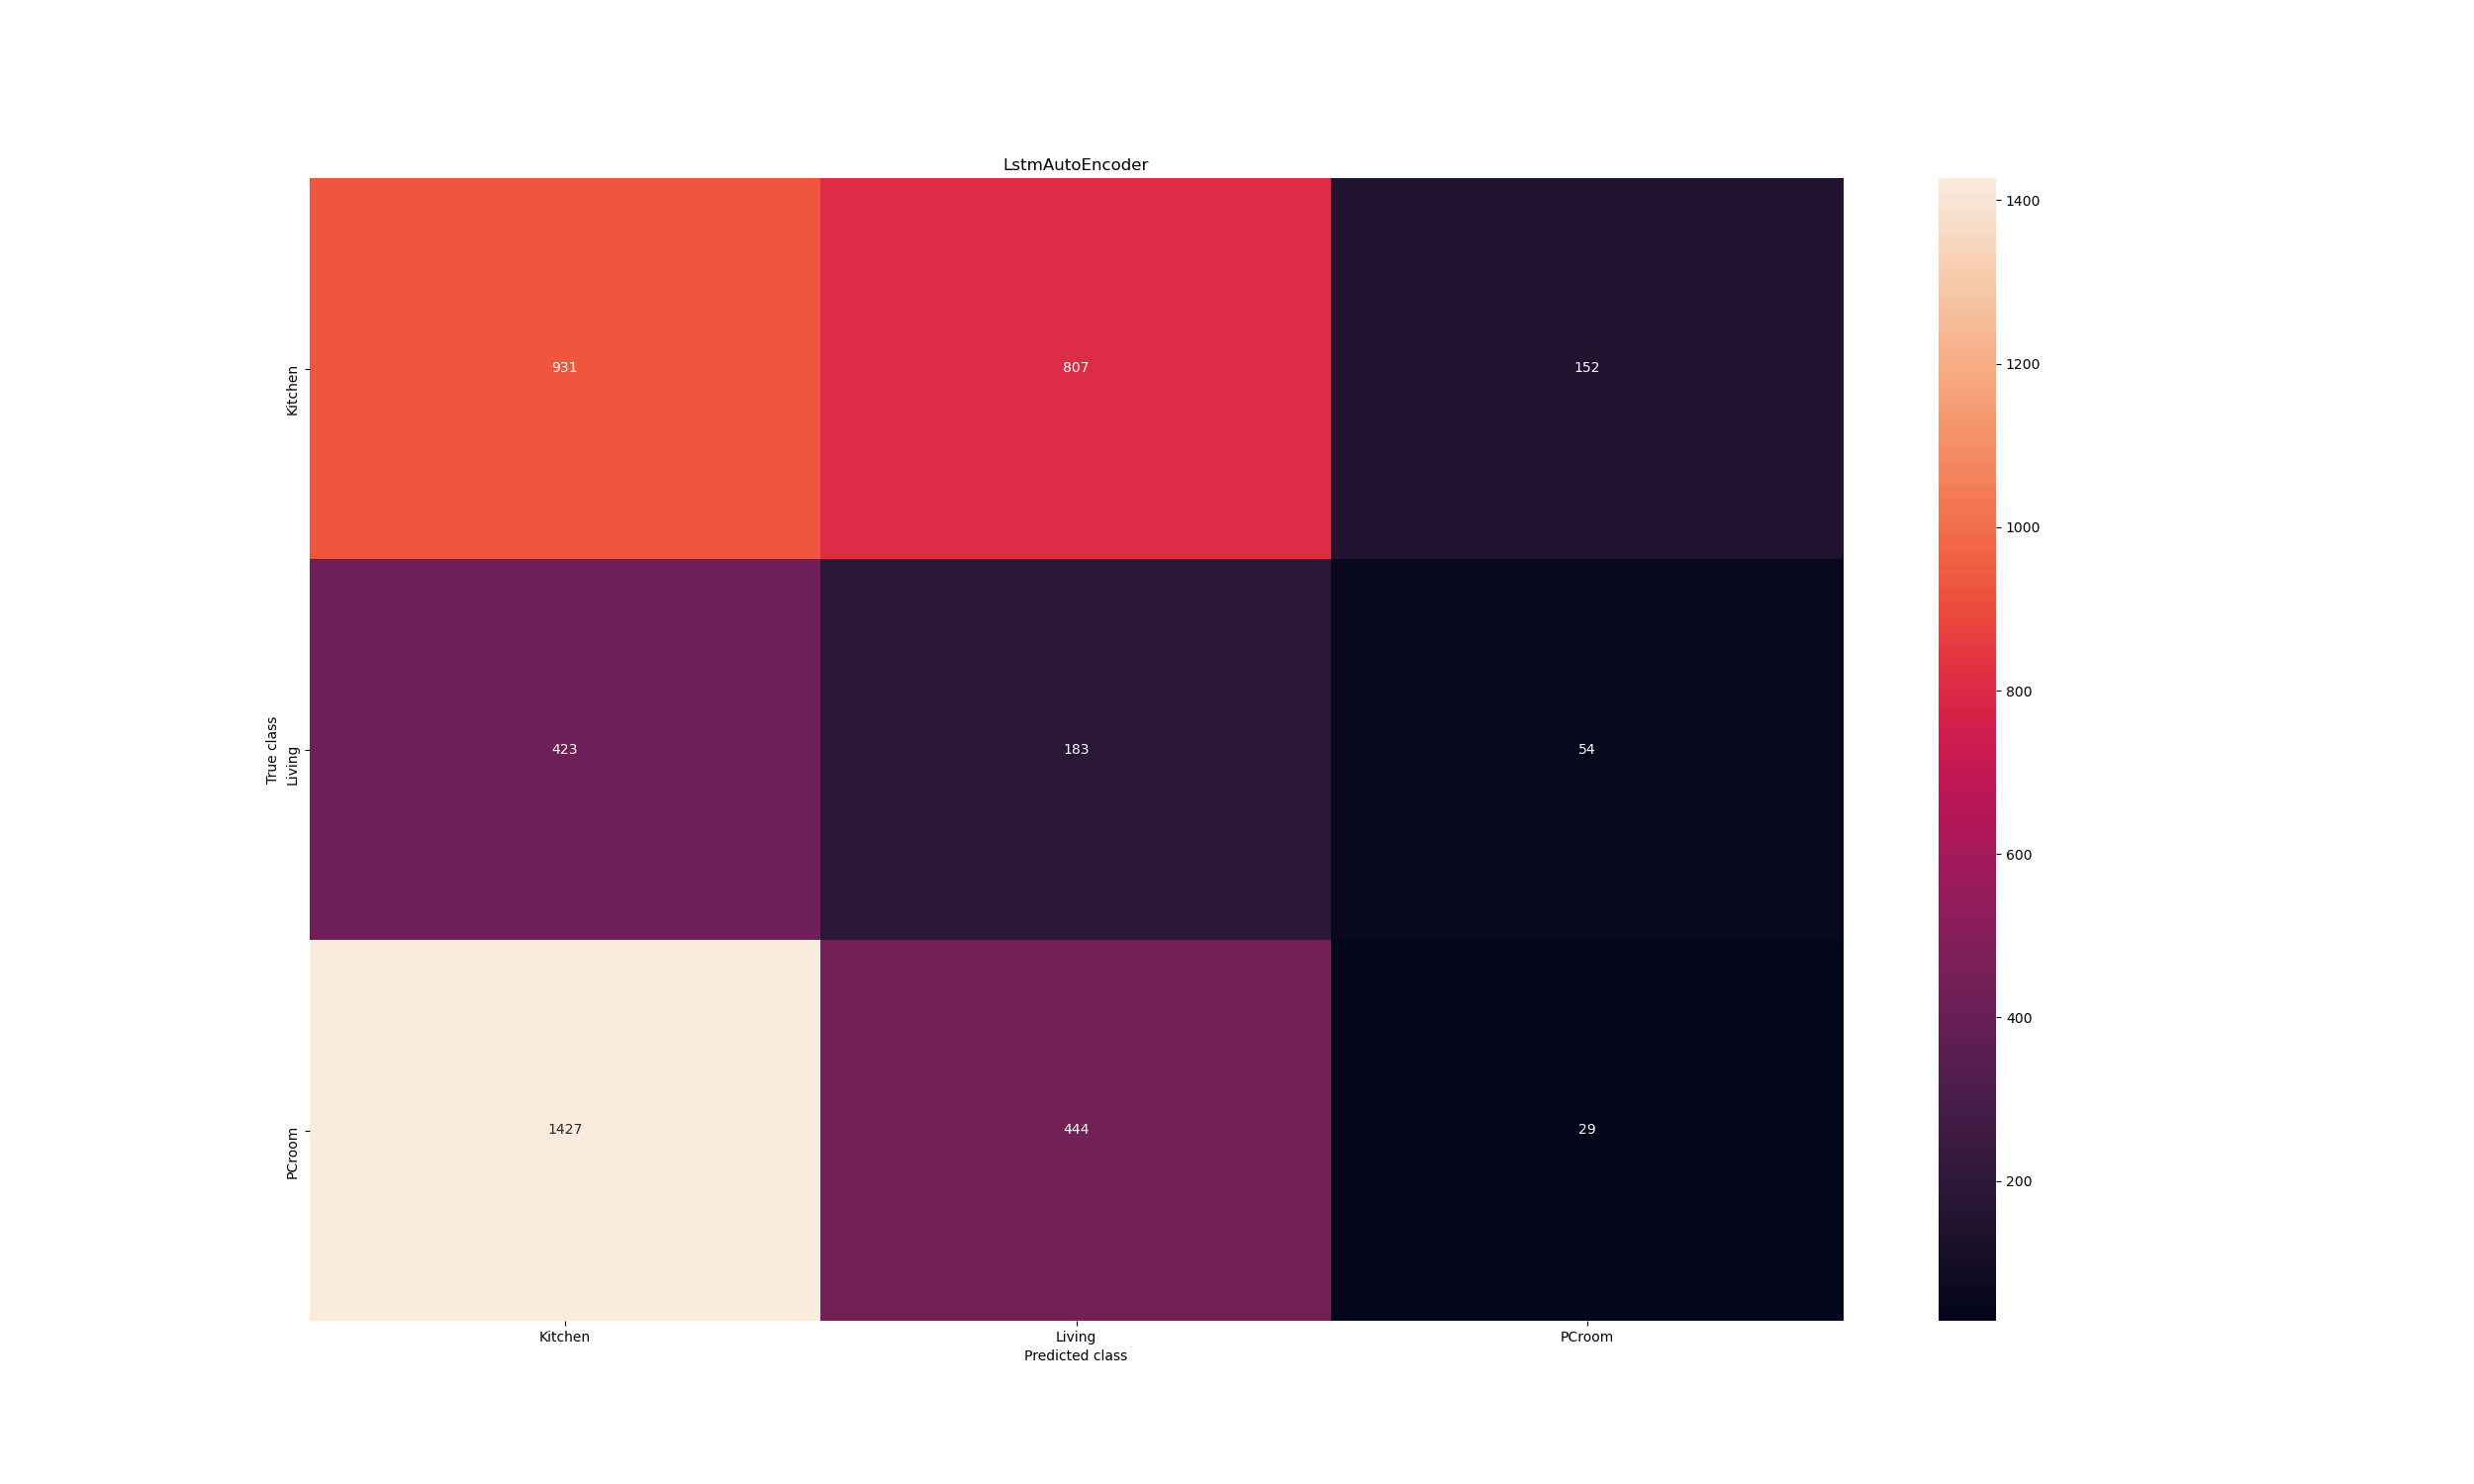 LstmAutoEncoder
1400
1200
1000
800
600
400
200
True class
Kitchen
Living
PCroom
931 807 152
423 183 54
1427 444 29
Kitchen Living PCroom
Predicted class